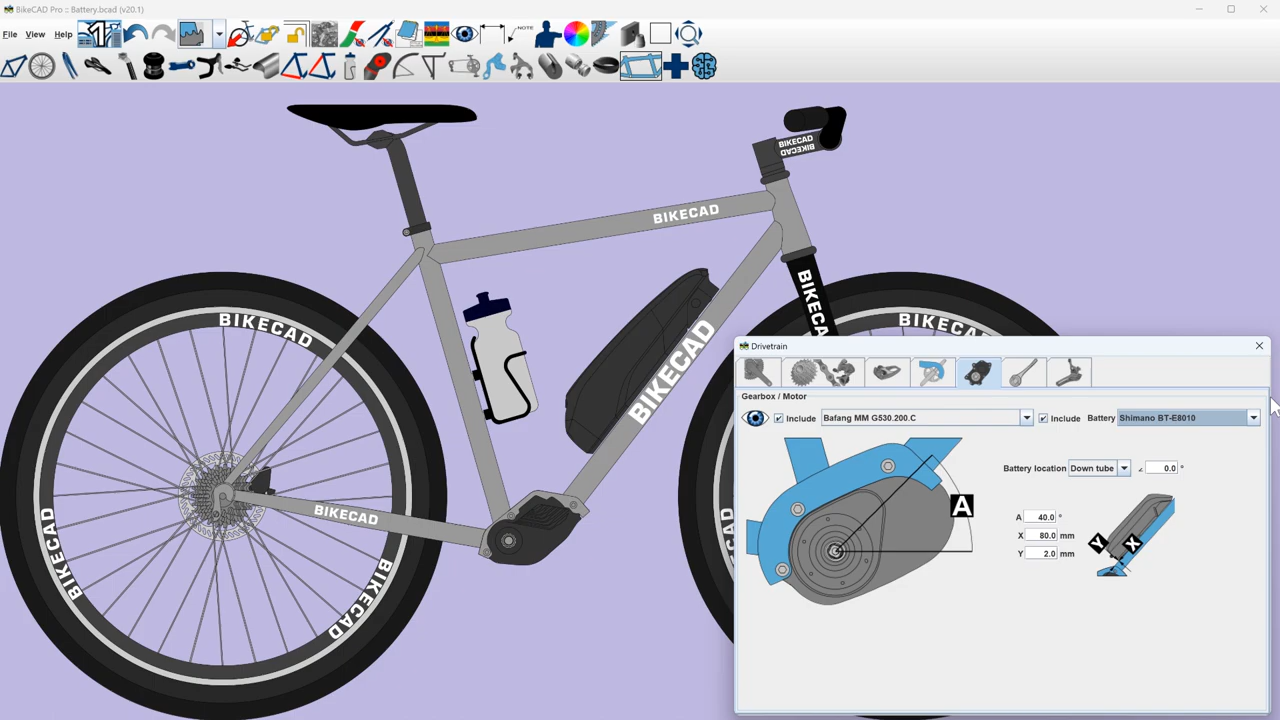 BikeCAD Pro :: Battery.bcad (v20.1)
File View Help
NOTE
BIKECAD
BIKECAD
BIKECAD
BIKECAD
BIKECAD
BIKECAD
BIKECAD
BIKECAD
BIKECAD
BIKECAD
BIKECAD
Drivetrain
Gearbox / Motor
Include Bafang MM G530.200.C Include Battery Shimano BT-E8010
Battery location Down tube ∠ 0.0 °
A
A 40.0 °
X 80.0 mm
Y 2.0 mm
Y X